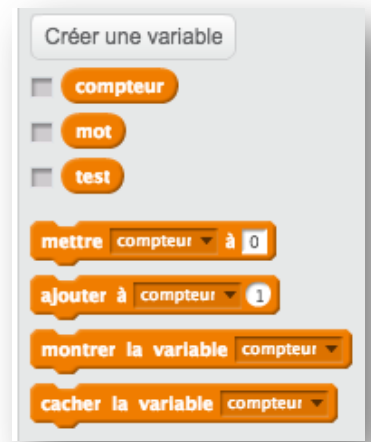 Créer une variable
compteur
mot
test
mettre compteur à 0
ajouter à compteur 1
montrer la variable compteur
cacher la variable compteur